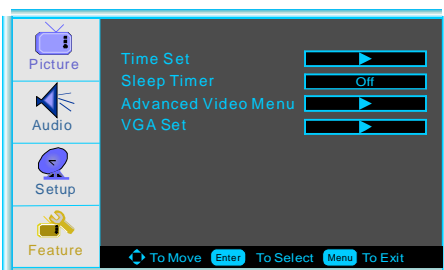 Picture
Audio
Setup
Feature
Time Set
Sleep Timer Off
Advanced Video Menu
VGA Set
To Move Enter To Select Menu To Exit